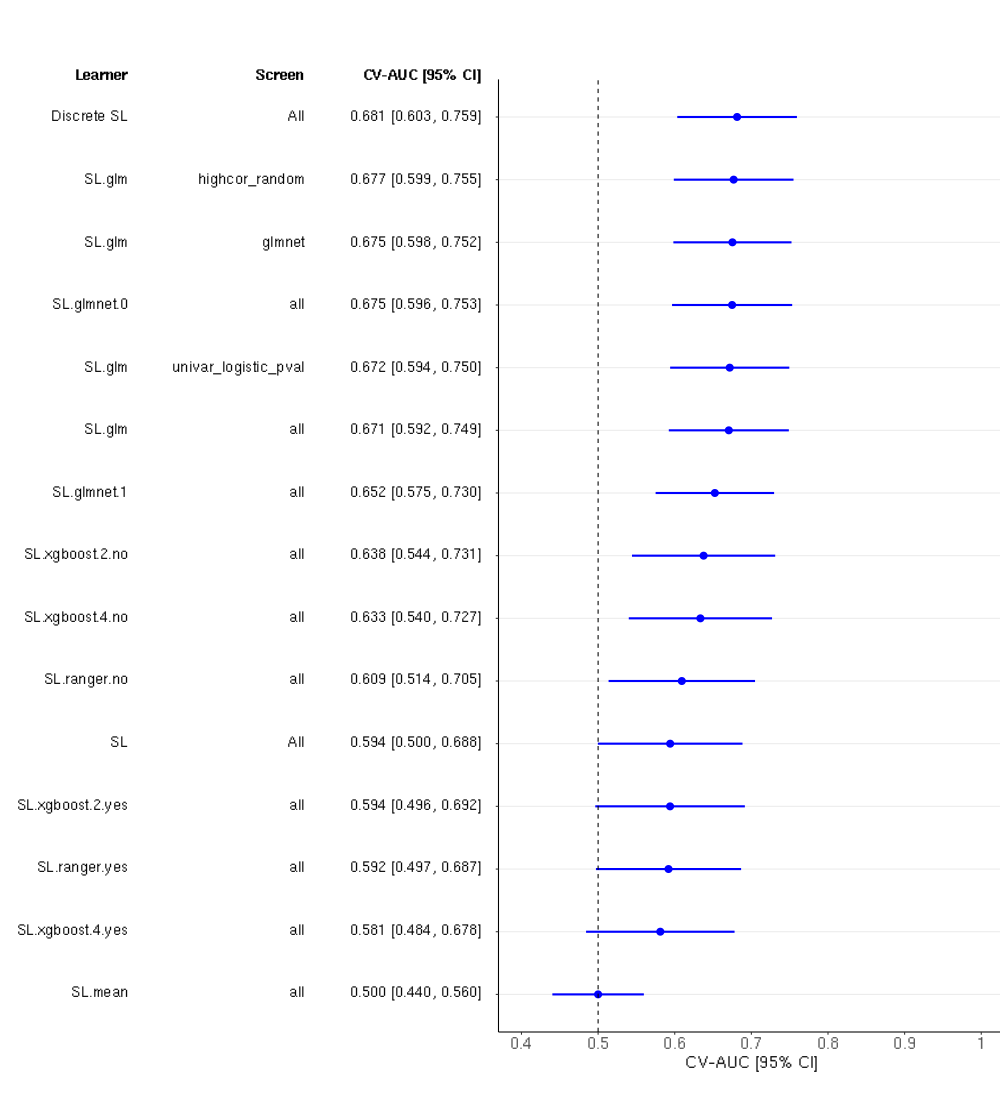 Learner Screen CV-AUC [95% CI]
Discrete SL All 0.681 [0.603, 0.759]
SL.glm highcor_random 0.677 [0.599, 0.755]
SL.glm glmnet 0.675 [0.598, 0.752]
SL.glmnet.0 all 0.675 [0.596, 0.753]
SL.glm univar_logistic_pval 0.672 [0.594, 0.750]
SL.glm all 0.671 [0.592, 0.749]
SL.glmnet.1 all 0.652 [0.575, 0.730]
SL.xgboost.2.no all 0.638 [0.544, 0.731]
SL.xgboost.4.no all 0.633 [0.540, 0.727]
SL.ranger.no all 0.609 [0.514, 0.705]
SL All 0.594 [0.500, 0.688]
SL.xgboost.2.yes all 0.594 [0.496, 0.692]
SL.ranger.yes all 0.592 [0.497, 0.687]
SL.xgboost.4.yes all 0.581 [0.484, 0.678]
SL.mean all 0.500 [0.440, 0.560]
0.4 0.5 0.6 0.7 0.8 0.9 1
CV-AUC [95% CI]